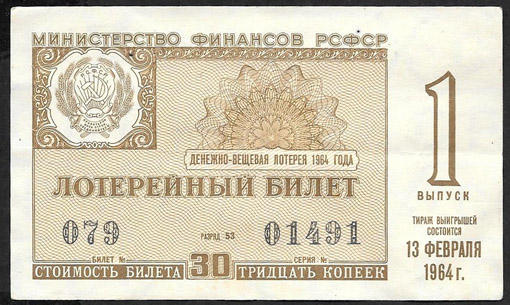 МИНИСТЕРСТВО ФИНАНСОВ РСФСР
ДЕНЕЖНО-ВЕЩЕВАЯ ЛОТЕРЕЯ 1964 ГОДА
ЛОТЕРЕЙНЫЙ БИЛЕТ
079 РАЗРЯД 53 01491
БИЛЕТ № СЕРИЯ №
СТОИМОСТЬ БИЛЕТА 30 ТРИДЦАТЬ КОПЕЕК
1
ВЫПУСК
ТИРАЖ ВЫИГРЫШЕЙ
СОСТОИТСЯ
13 ФЕВРАЛЯ
1964 г.